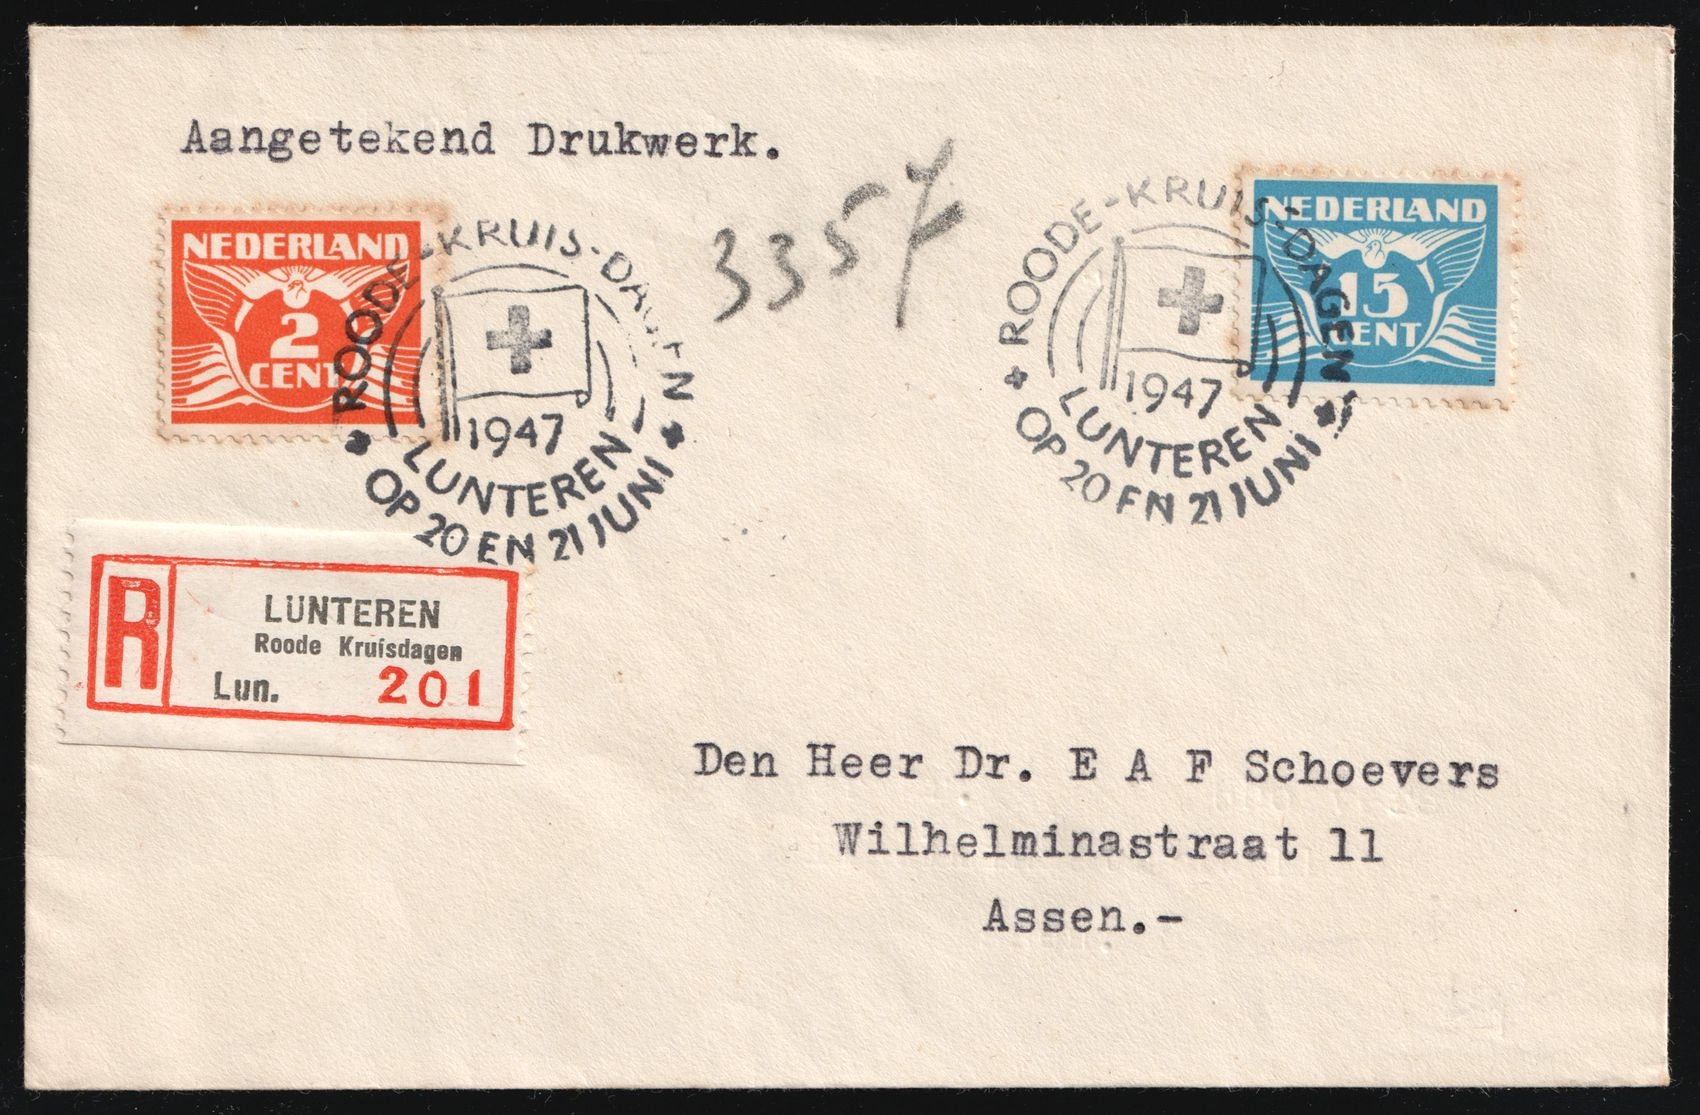 Aangetekend Drukwerk.
NEDERLAND
2
CENT
ROODE-KRUIS-DAGEN
1947
LUNTEREN
OP 20 EN 21 JUNI
3357
NEDERLAND
15
CENT
ROODE-KRUIS-DAGEN
1947
LUNTEREN
OP 20 EN 21 JUNI
R
LUNTEREN
Roode Kruisdagen
Lun. 201
Den Heer Dr. E A F Schoevers
Wilhelminastraat 11
Assen.-